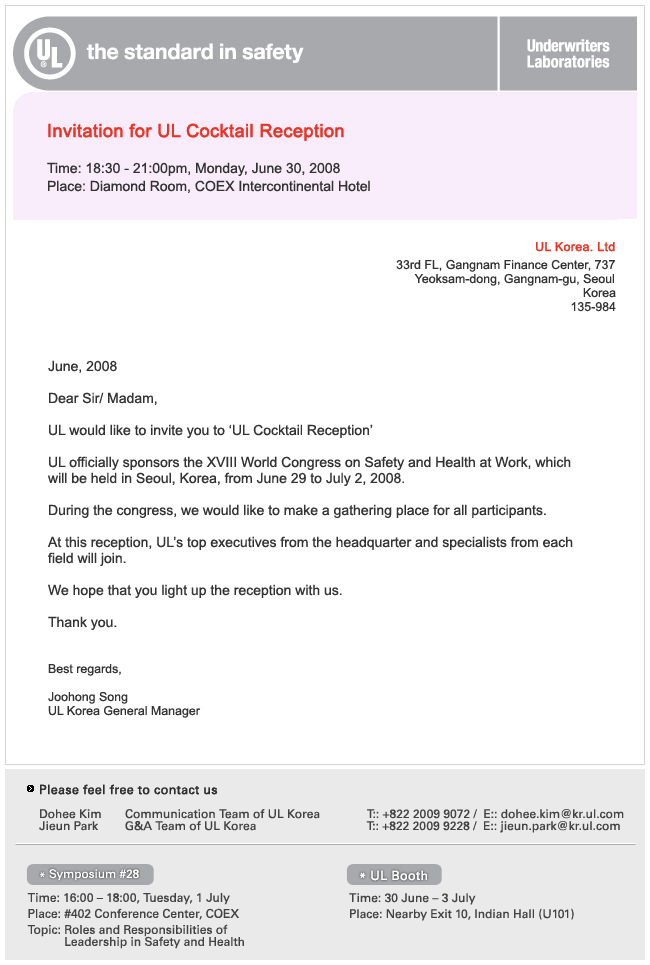 UL ® the standard in safety
Underwriters
Laboratories
Invitation for UL Cocktail Reception
Time: 18:30 - 21:00pm, Monday, June 30, 2008
Place: Diamond Room, COEX Intercontinental Hotel
UL Korea. Ltd
33rd FL, Gangnam Finance Center, 737
Yeoksam-dong, Gangnam-gu, Seoul
Korea
135-984
June, 2008
Dear Sir/ Madam,
UL would like to invite you to ‘UL Cocktail Reception’
UL officially sponsors the XVIII World Congress on Safety and Health at Work, which
will be held in Seoul, Korea, from June 29 to July 2, 2008.
During the congress, we would like to make a gathering place for all participants.
At this reception, UL’s top executives from the headquarter and specialists from each
field will join.
We hope that you light up the reception with us.
Thank you.
Best regards,
Joohong Song
UL Korea General Manager
Please feel free to contact us
Dohee Kim Communication Team of UL Korea T:: +822 2009 9072 / E:: dohee.kim@kr.ul.com
Jieun Park G&A Team of UL Korea T:: +822 2009 9228 / E:: jieun.park@kr.ul.com
* Symposium #28
Time: 16:00 – 18:00, Tuesday, 1 July
Place: #402 Conference Center, COEX
Topic: Roles and Responsibilities of
Leadership in Safety and Health
* UL Booth
Time: 30 June – 3 July
Place: Nearby Exit 10, Indian Hall (U101)